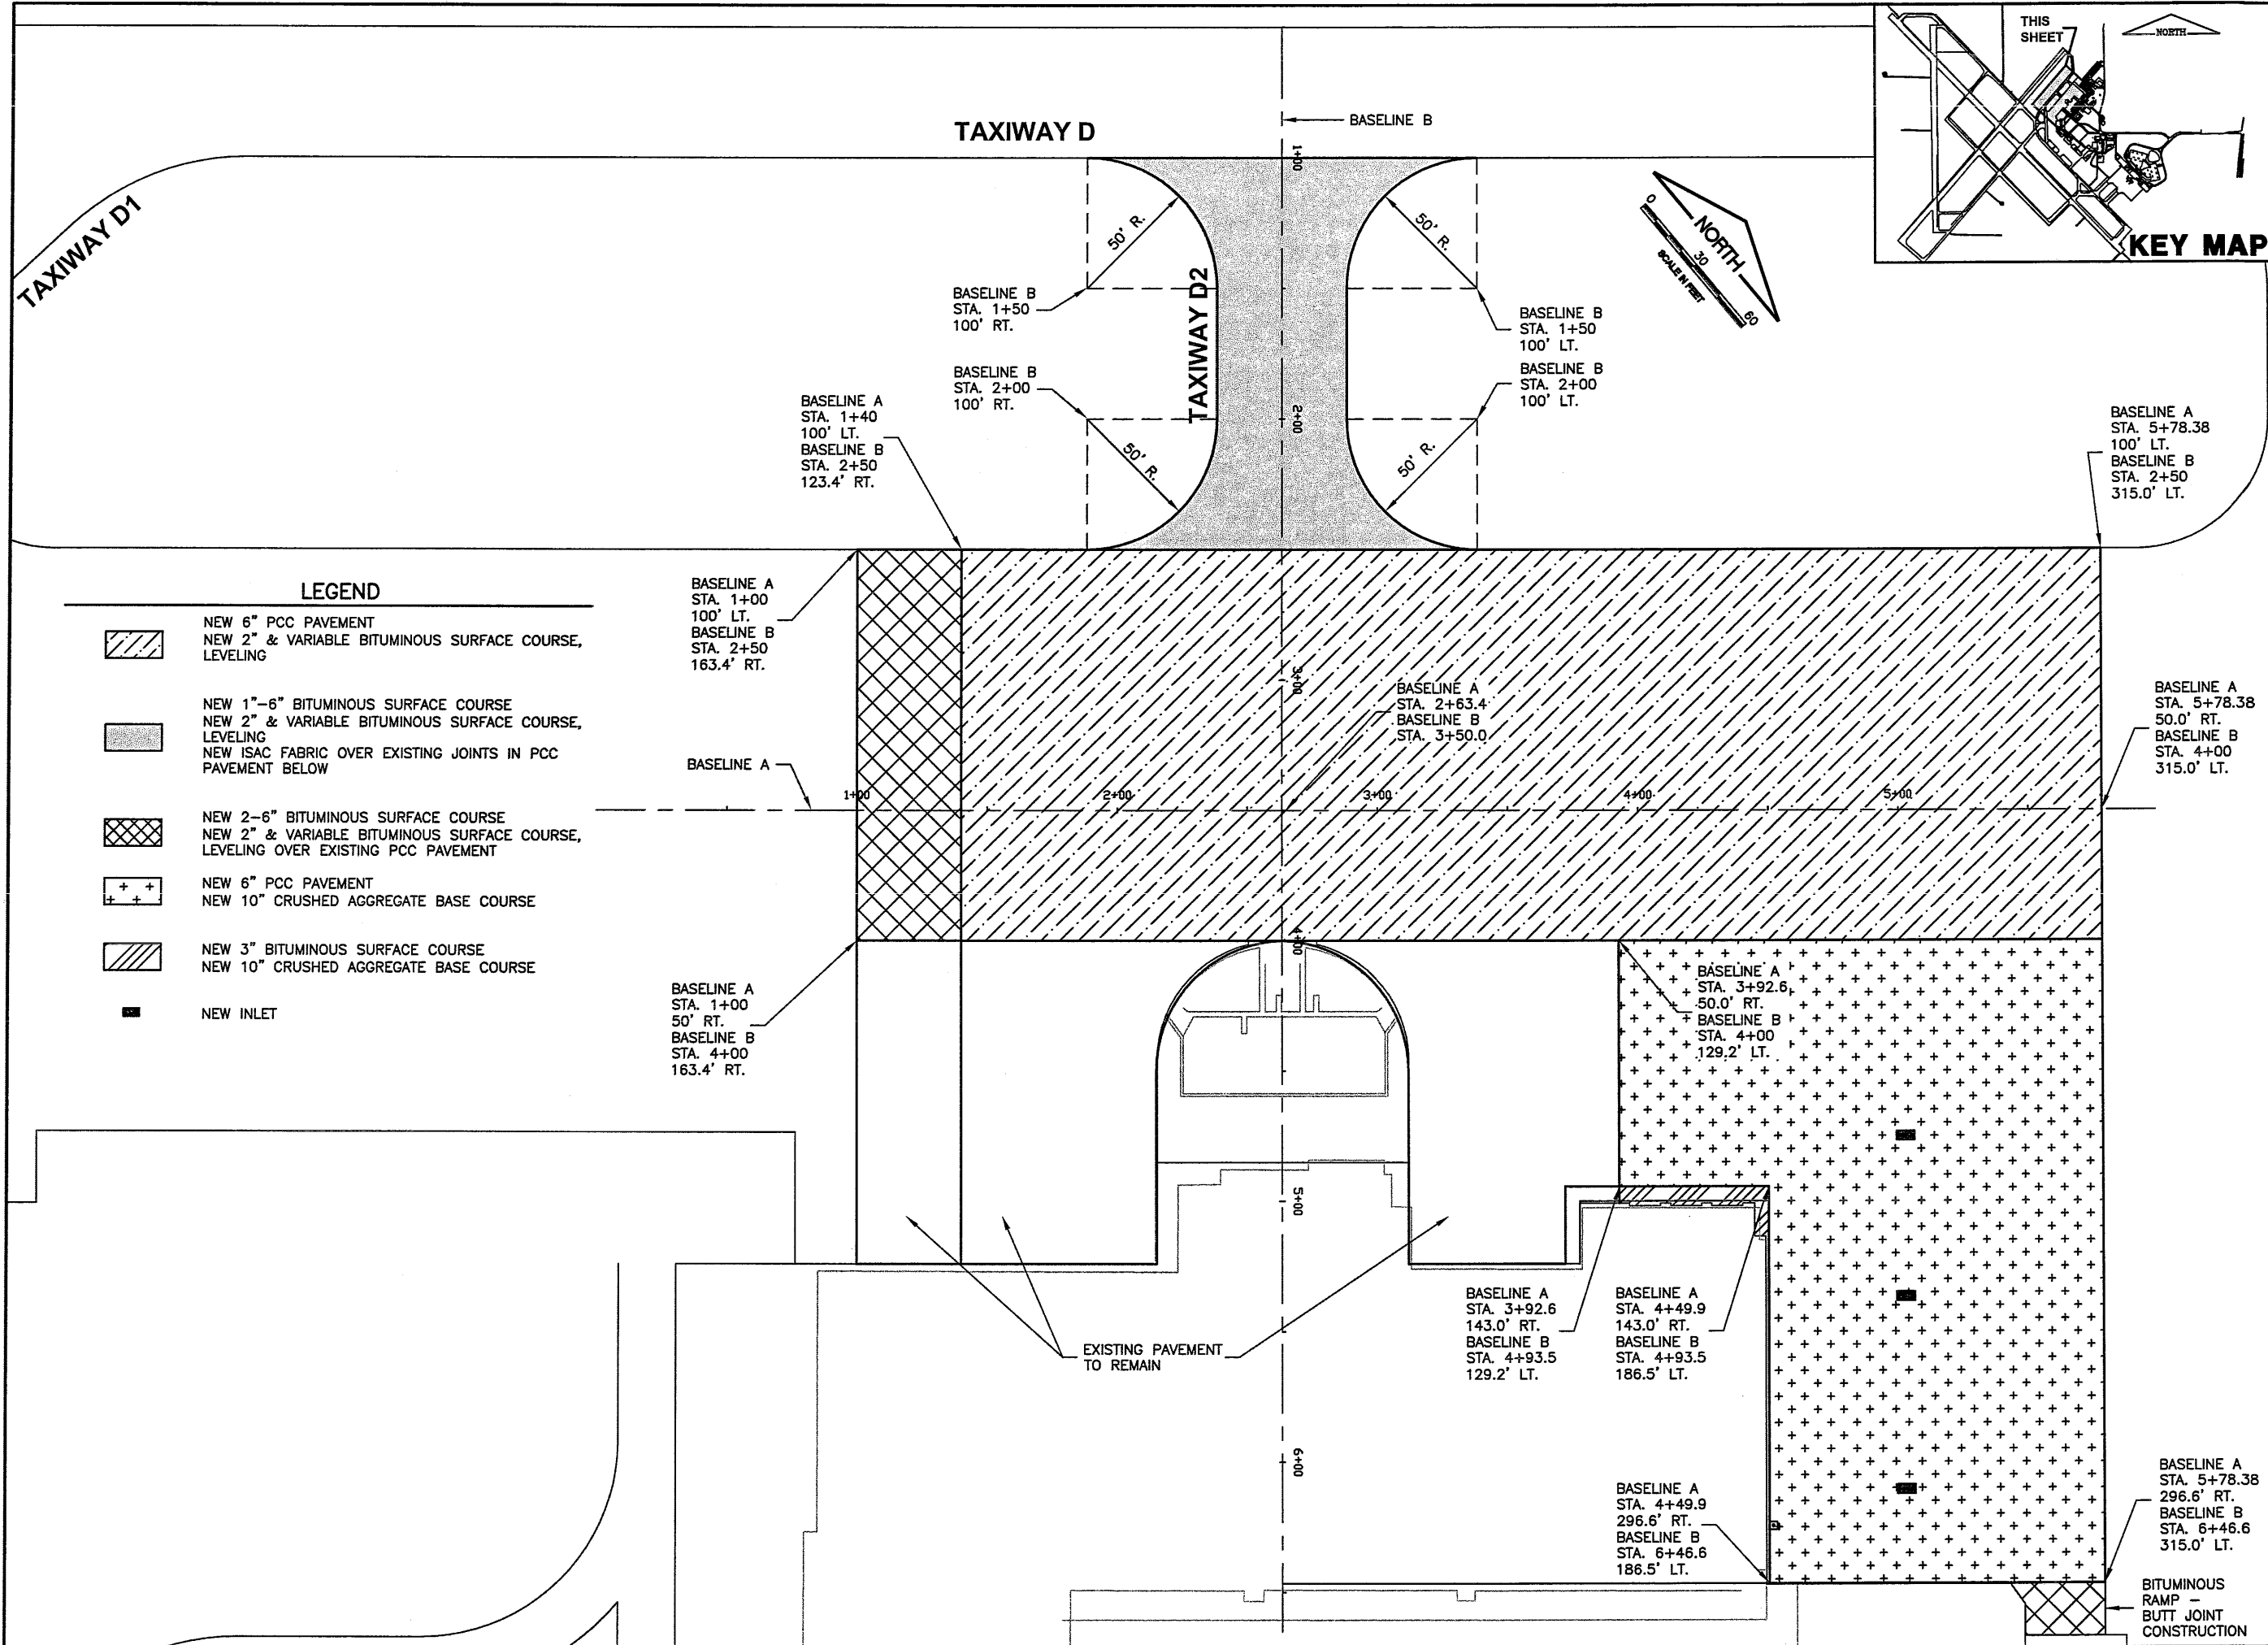 THIS
SHEET
NORTH
KEY MAP
TAXIWAY D
BASELINE B
1+00
TAXIWAY D1
50' R.
50' R.
NORTH
0
30
60
SCALE IN FEET
TAXIWAY D2
BASELINE B
STA. 1+50
100' RT.
BASELINE B
STA. 1+50
100' LT.
BASELINE B
STA. 2+00
100' RT.
BASELINE B
STA. 2+00
100' LT.
2+00
50' R.
50' R.
BASELINE A
STA. 1+40
100' LT.
BASELINE B
STA. 2+50
123.4' RT.
BASELINE A
STA. 5+78.38
100' LT.
BASELINE B
STA. 2+50
315.0' LT.
LEGEND
NEW 6" PCC PAVEMENT
NEW 2" & VARIABLE BITUMINOUS SURFACE COURSE,
LEVELING
NEW 1"-6" BITUMINOUS SURFACE COURSE
NEW 2" & VARIABLE BITUMINOUS SURFACE COURSE,
LEVELING
NEW ISAC FABRIC OVER EXISTING JOINTS IN PCC
PAVEMENT BELOW
NEW 2-6" BITUMINOUS SURFACE COURSE
NEW 2" & VARIABLE BITUMINOUS SURFACE COURSE,
LEVELING OVER EXISTING PCC PAVEMENT
NEW 6" PCC PAVEMENT
NEW 10" CRUSHED AGGREGATE BASE COURSE
NEW 3" BITUMINOUS SURFACE COURSE
NEW 10" CRUSHED AGGREGATE BASE COURSE
NEW INLET
BASELINE A
STA. 1+00
100' LT.
BASELINE B
STA. 2+50
163.4' RT.
3+00
BASELINE A
STA. 2+63.4
BASELINE B
STA. 3+50.0
BASELINE A
STA. 5+78.38
50.0' RT.
BASELINE B
STA. 4+00
315.0' LT.
BASELINE A
1+00
2+00
3+00
4+00
5+00
4+00
BASELINE A
STA. 1+00
50' RT.
BASELINE B
STA. 4+00
163.4' RT.
BASELINE A
STA. 3+92.6
50.0' RT.
BASELINE B
STA. 4+00
129.2' LT.
5+00
EXISTING PAVEMENT
TO REMAIN
BASELINE A
STA. 3+92.6
143.0' RT.
BASELINE B
STA. 4+93.5
129.2' LT.
BASELINE A
STA. 4+49.9
143.0' RT.
BASELINE B
STA. 4+93.5
186.5' LT.
6+00
BASELINE A
STA. 4+49.9
296.6' RT.
BASELINE B
STA. 6+46.6
186.5' LT.
BASELINE A
STA. 5+78.38
296.6' RT.
BASELINE B
STA. 6+46.6
315.0' LT.
BITUMINOUS
RAMP –
BUTT JOINT
CONSTRUCTION